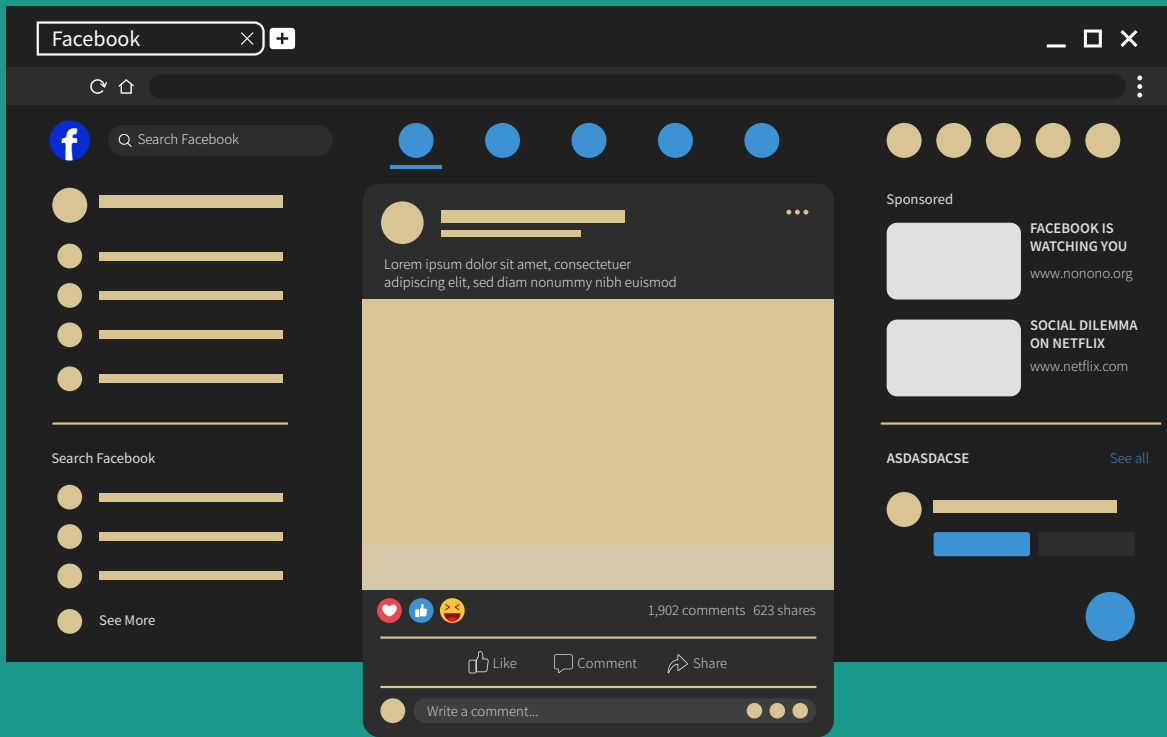 Facebook
f
Search Facebook
Search Facebook
See More
Lorem ipsum dolor sit amet, consectetuer
adipiscing elit, sed diam nonummy nibh euismod
1,902 comments 623 shares
Like Comment Share
Write a comment...
Sponsored
FACEBOOK IS
WATCHING YOU
www.nonono.org
SOCIAL DILEMMA
ON NETFLIX
www.netflix.com
ASDASDACSE See all